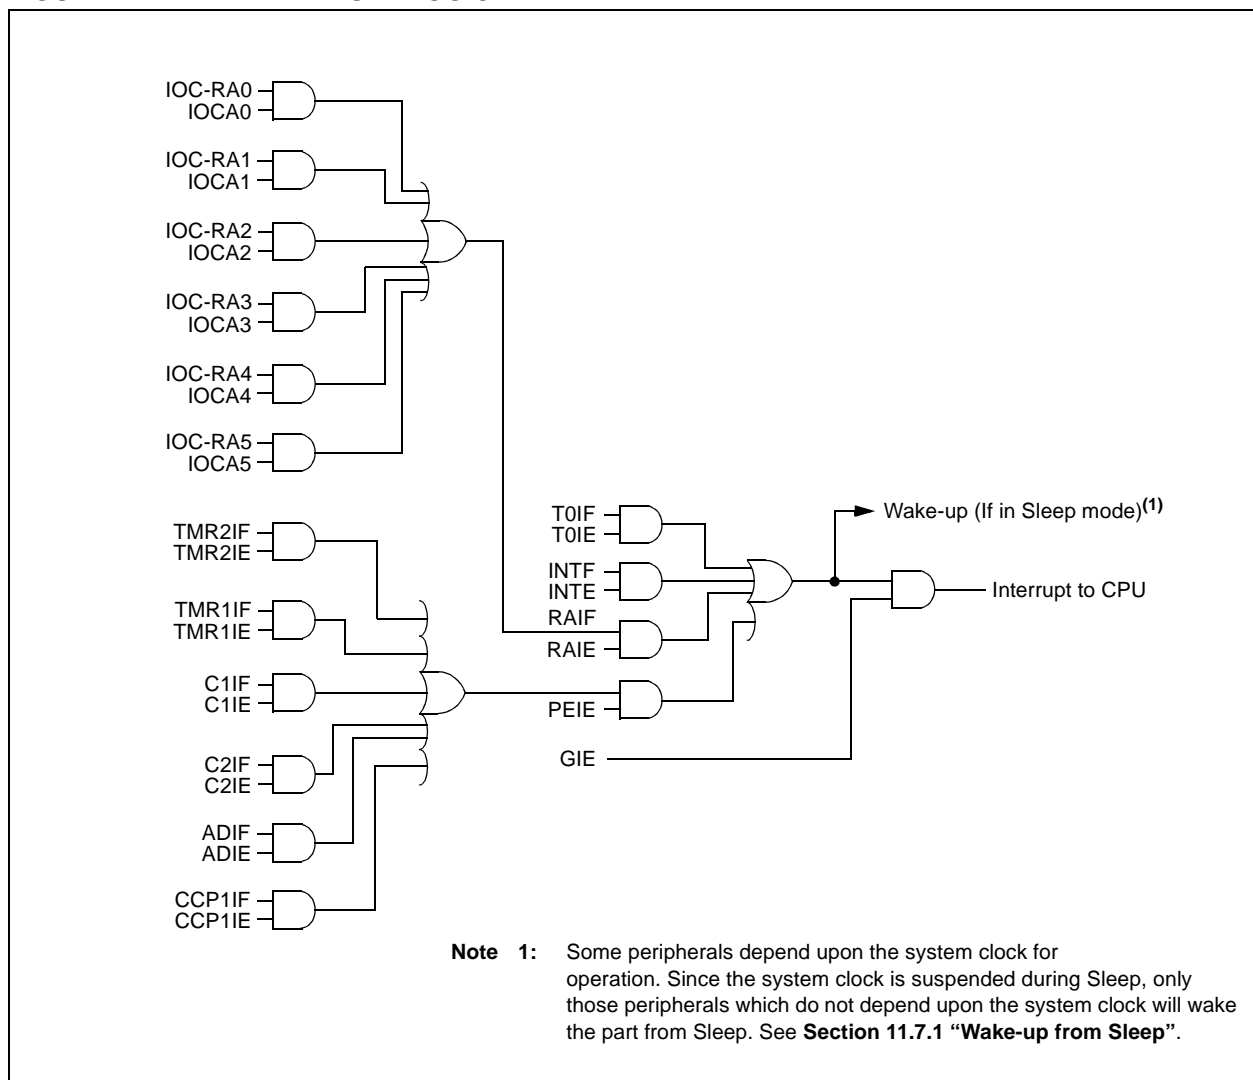 IOC-RA0
IOCA0
IOC-RA1
IOCA1
IOC-RA2
IOCA2
IOC-RA3
IOCA3
IOC-RA4
IOCA4
IOC-RA5
IOCA5
TMR2IF
TMR2IE
TMR1IF
TMR1IE
C1IF
C1IE
C2IF
C2IE
ADIF
ADIE
CCP1IF
CCP1IE
T0IF
T0IE
INTF
INTE
RAIF
RAIE
PEIE
GIE
Wake-up (If in Sleep mode)(1)
Interrupt to CPU
Note 1: Some peripherals depend upon the system clock for
operation. Since the system clock is suspended during Sleep, only
those peripherals which do not depend upon the system clock will wake
the part from Sleep. See Section 11.7.1 “Wake-up from Sleep”.